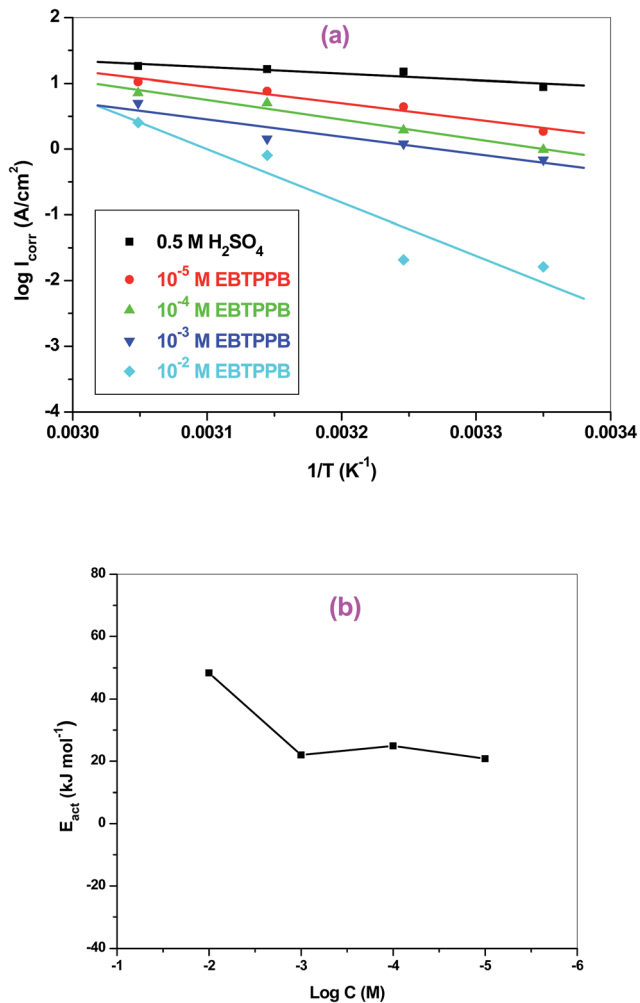 (a)
log I_corr (A/cm²)
2
1
0
-1
-2
-3
-4
0.5 M H₂SO₄
10⁻⁵ M EBTPPB
10⁻⁴ M EBTPPB
10⁻³ M EBTPPB
10⁻² M EBTPPB
0.0030 0.0031 0.0032 0.0033 0.0034
1/T (K⁻¹)
(b)
E_act (kJ mol⁻¹)
80
60
40
20
0
-20
-40
-1 -2 -3 -4 -5 -6
Log C (M)